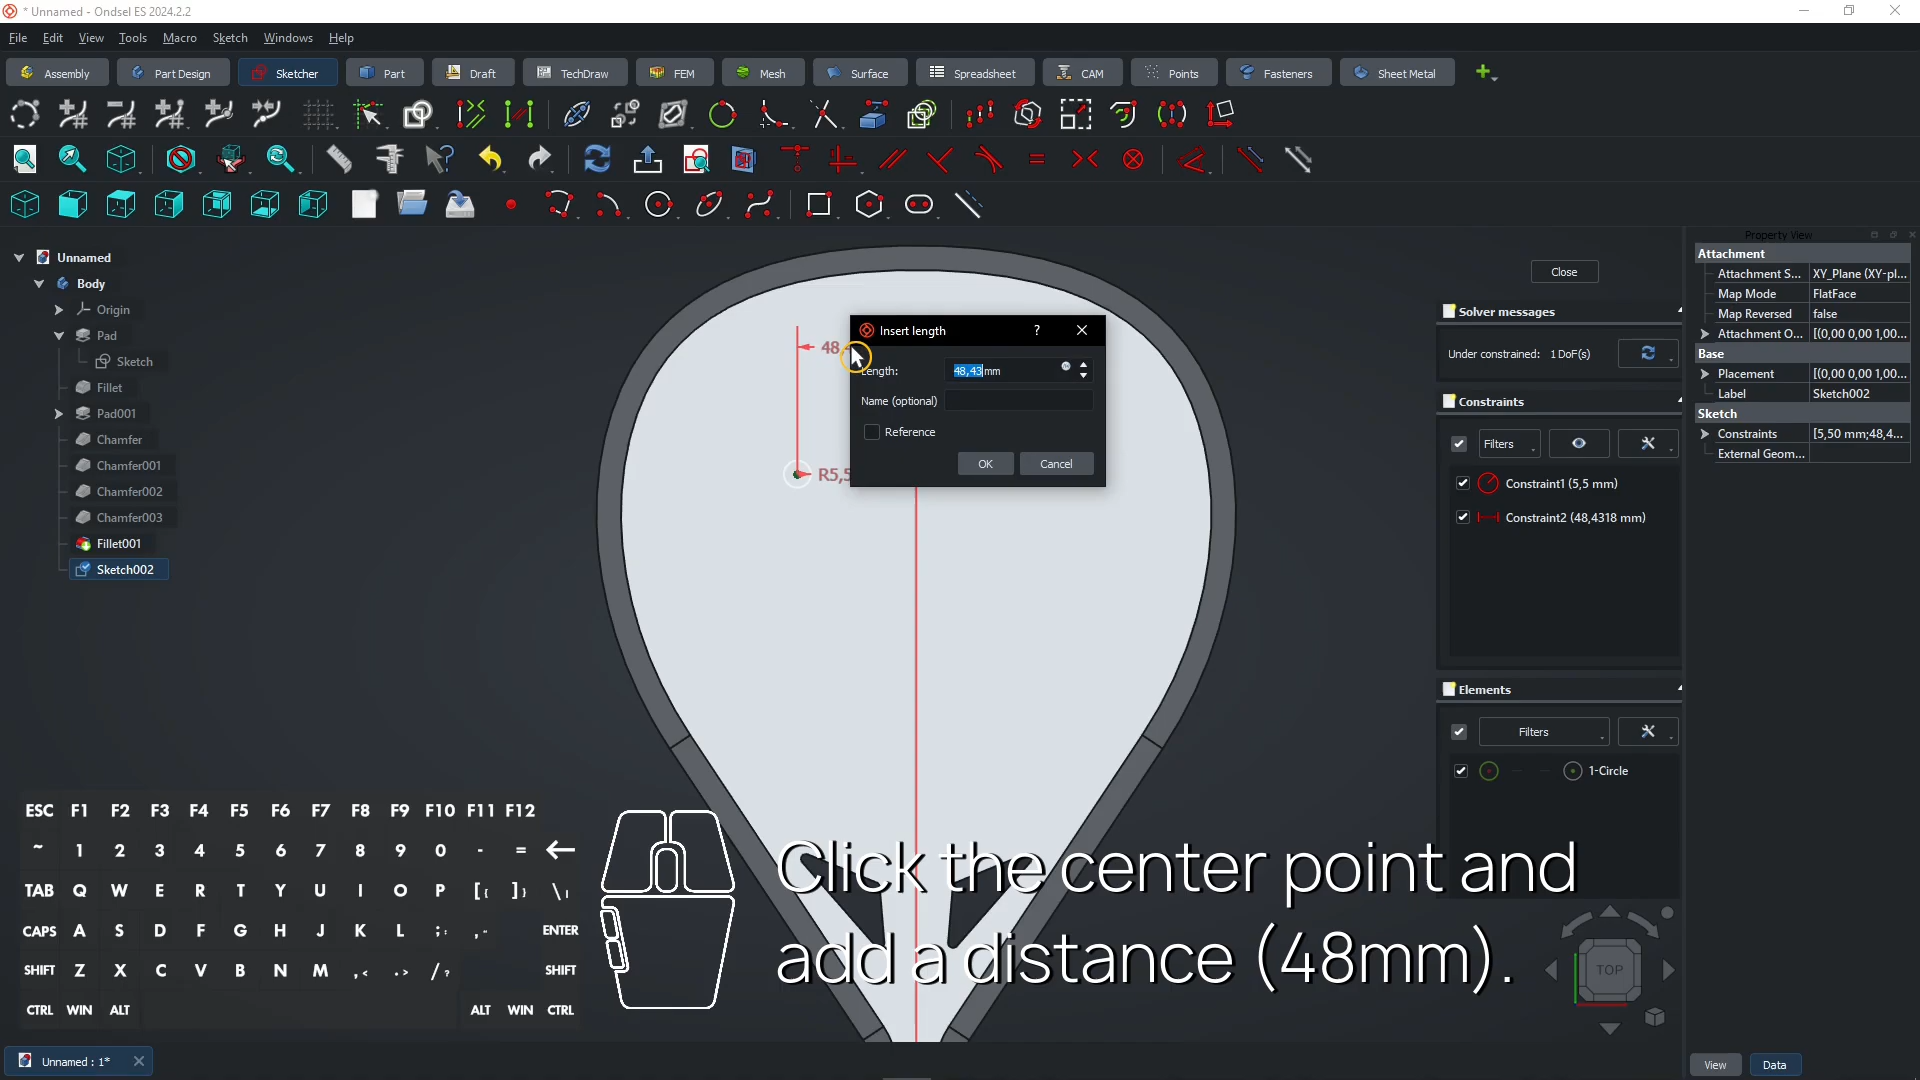 * Unnamed - Ondsel ES 2024.2.2
File Edit View Tools Macro Sketch Windows Help
Assembly Part Design Sketcher Part Draft TechDraw FEM Mesh Surface Spreadsheet CAM Points Fasteners Sheet Metal
Unnamed
Body
Origin
Pad
Sketch
Fillet
Pad001
Chamfer
Chamfer001
Chamfer002
Chamfer003
Fillet001
Sketch002
48
R5,5
Insert length ?
Length: 48,43 mm
Name (optional)
Reference
OK Cancel
Close
Solver messages
Under constrained: 1 DoF(s)
Constraints
Filters
Constraint1 (5,5 mm)
Constraint2 (48,4318 mm)
Elements
Filters
1-Circle
Property View
Attachment
Attachment S... XY_Plane (XY-pl...
Map Mode FlatFace
Map Reversed false
Attachment O... [(0,00 0,00 1,00...
Base
Placement [(0,00 0,00 1,00...
Label Sketch002
Sketch
Constraints [5,50 mm;48,4...
External Geom...
ESC F1 F2 F3 F4 F5 F6 F7 F8 F9 F10 F11 F12
~ 1 2 3 4 5 6 7 8 9 0 - = ←
TAB Q W E R T Y U I O P [{ ]} \|
CAPS A S D F G H J K L ;: ," ENTER
SHIFT Z X C V B N M ,< .> /? SHIFT
CTRL WIN ALT ALT WIN CTRL
Click the center point and
add a distance (48mm).
TOP
Unnamed : 1*
View Data